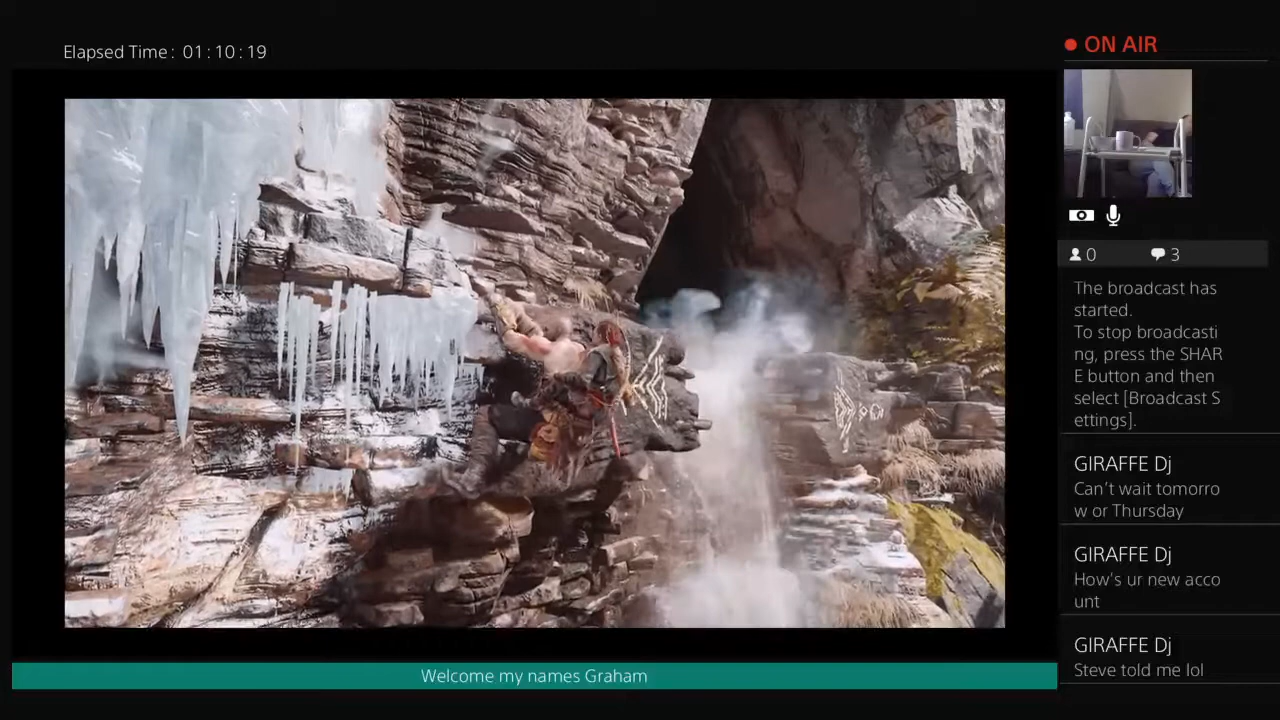 Elapsed Time: 01:10:19
ON AIR
0
3
The broadcast has
started.
To stop broadcasti
ng, press the SHAR
E button and then
select [Broadcast S
ettings].
GIRAFFE Dj
Can't wait tomorro
w or Thursday
GIRAFFE Dj
How's ur new acco
unt
GIRAFFE Dj
Steve told me lol
Welcome my names Graham